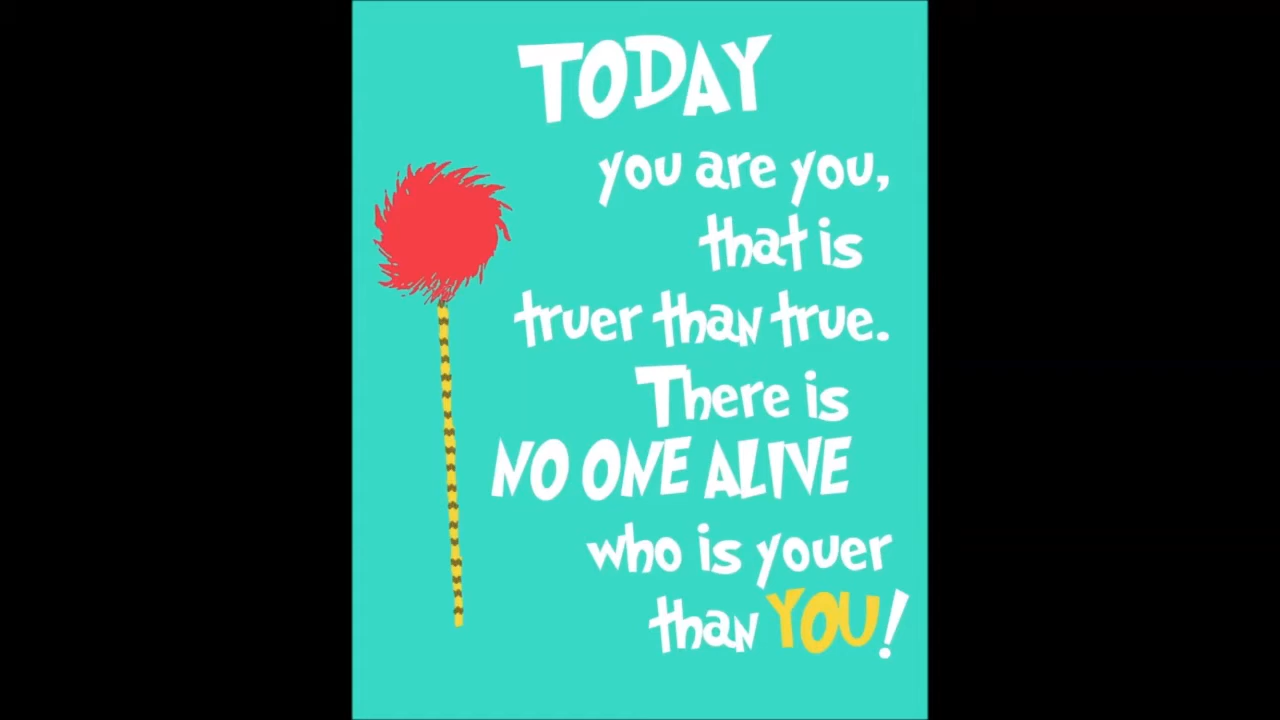 TODAY
you are you,
that is
truer than true.
There is
NO ONE ALIVE
who is youer
than YOU!